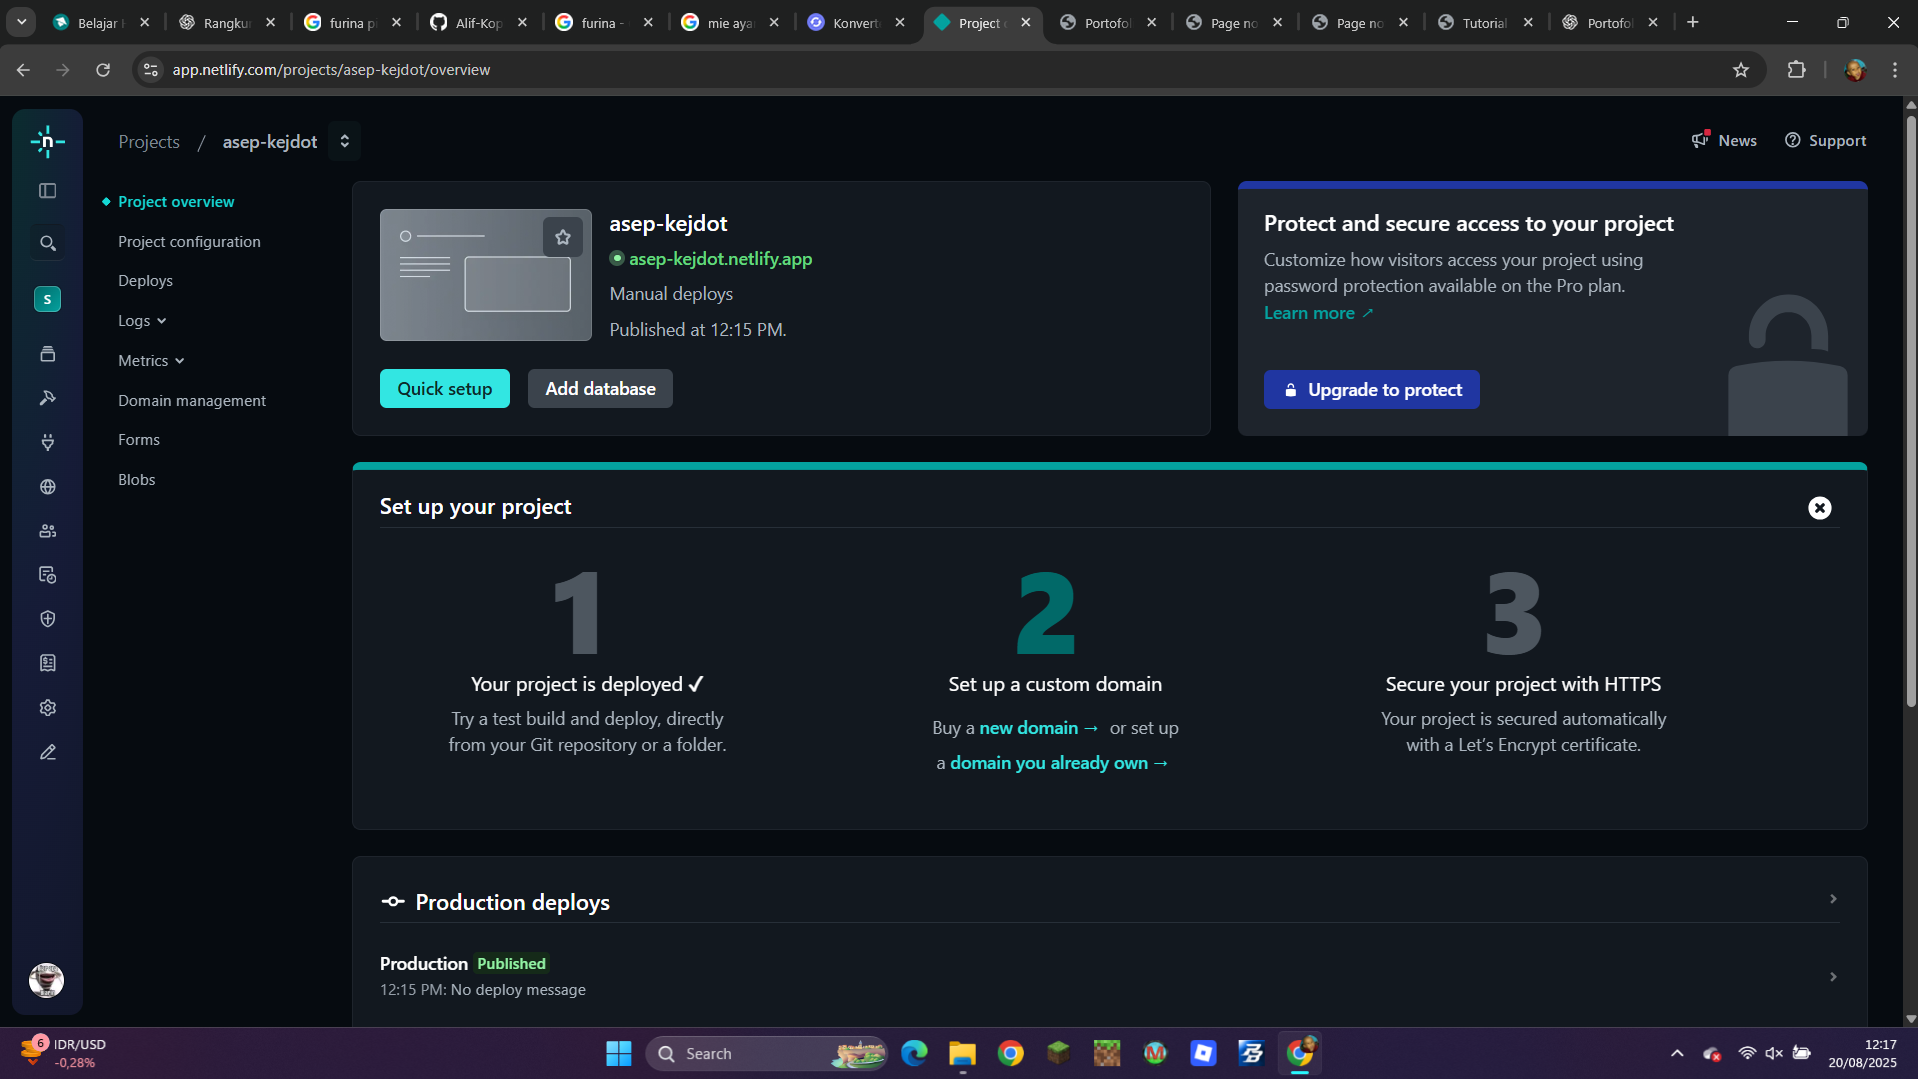 Belajar
Rangku
furina pi
Alif-Kop
furina -
mie aya
Konvert
Project
Portofol
Page no
Page no
Tutorial
Portofol
app.netlify.com/projects/asep-kejdot/overview
n
Projects / asep-kejdot
News
Support
Project overview
Project configuration
Deploys
Logs
Metrics
Domain management
Forms
Blobs
S
asep-kejdot
asep-kejdot.netlify.app
Manual deploys
Published at 12:15 PM.
Quick setup
Add database
Protect and secure access to your project
Customize how visitors access your project using
password protection available on the Pro plan.
Learn more ↗
Upgrade to protect
Set up your project
1
Your project is deployed ✓
Try a test build and deploy, directly
from your Git repository or a folder.
2
Set up a custom domain
Buy a new domain → or set up
a domain you already own →
3
Secure your project with HTTPS
Your project is secured automatically
with a Let’s Encrypt certificate.
Production deploys
Production Published
12:15 PM: No deploy message
6
IDR/USD
-0,28%
Search
12:17
20/08/2025